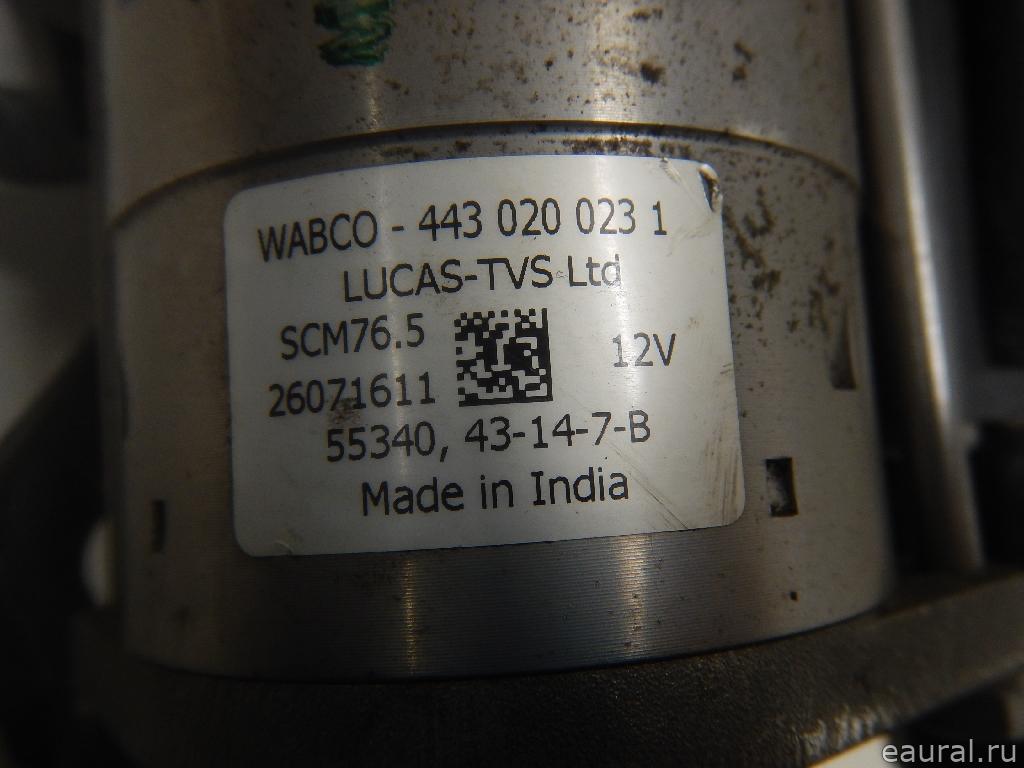 WABCO - 443 020 023 1
LUCAS-TVS Ltd
SCM76.5
12V
26071611
55340, 43-14-7-B
Made in India
eaural.ru